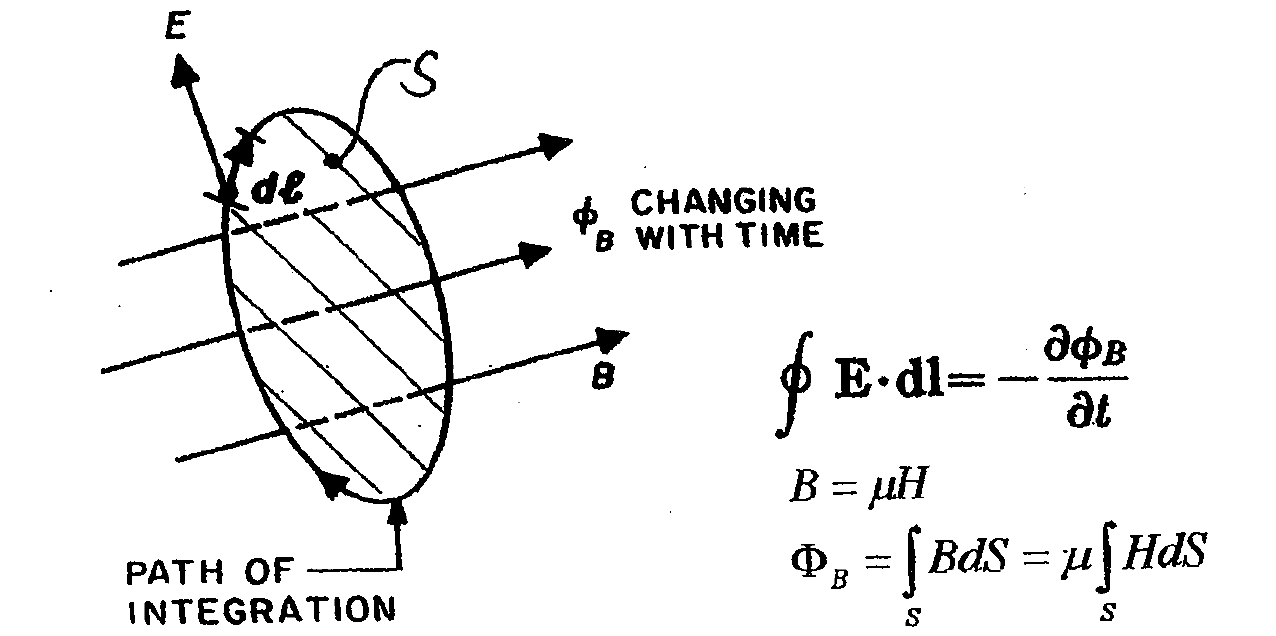 E
S
dℓ
ϕ_B CHANGING
WITH TIME
B
∮ E·dl= − ∂ϕ_B/∂t
B = μH
Φ_B = ∫_s BdS = μ∫_s HdS
PATH OF
INTEGRATION